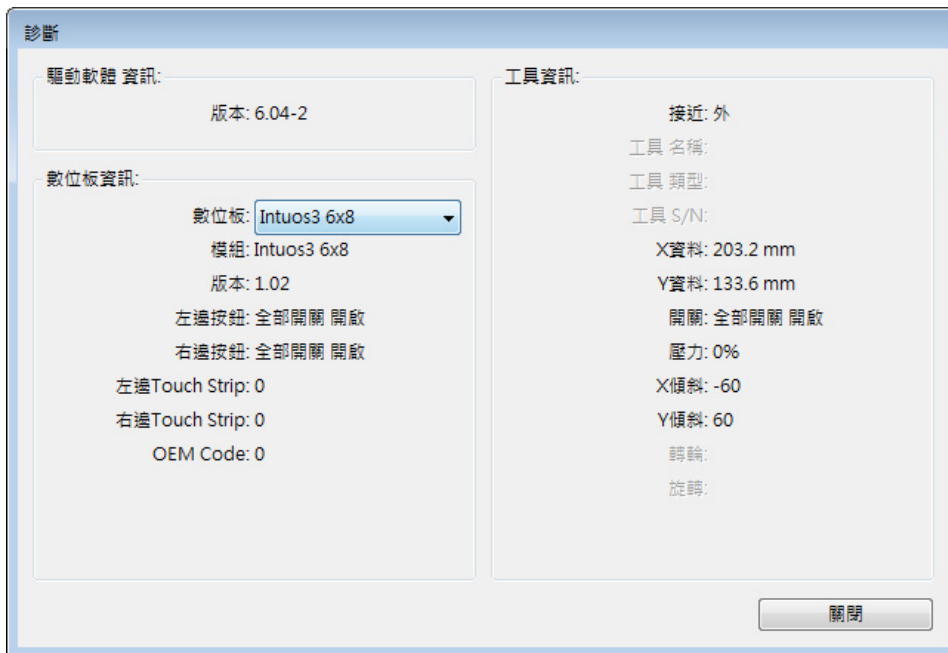 診斷
驅動軟體 資訊:
版本: 6.04-2
數位板資訊:
數位板: Intuos3 6x8
模組: Intuos3 6x8
版本: 1.02
左邊按鈕: 全部開關 開啟
右邊按鈕: 全部開關 開啟
左邊Touch Strip: 0
右邊Touch Strip: 0
OEM Code: 0
工具資訊:
接近: 外
工具 名稱:
工具 類型:
工具 S/N:
X資料: 203.2 mm
Y資料: 133.6 mm
開關: 全部開關 開啟
壓力: 0%
X傾斜: -60
Y傾斜: 60
轉輪:
旋轉:
關閉